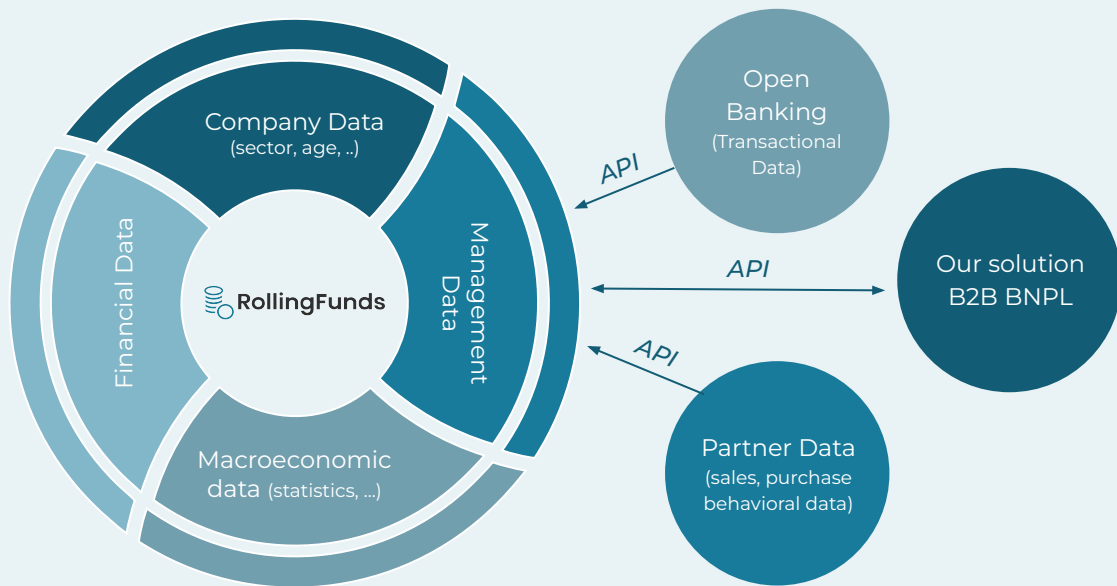 Company Data
(sector, age, ..)
Financial Data
RollingFunds
Management
Data
Macroeconomic
data (statistics, ...)
API
Open
Banking
(Transactional
Data)
API
Our solution
B2B BNPL
API
Partner Data
(sales, purchase
behavioral data)